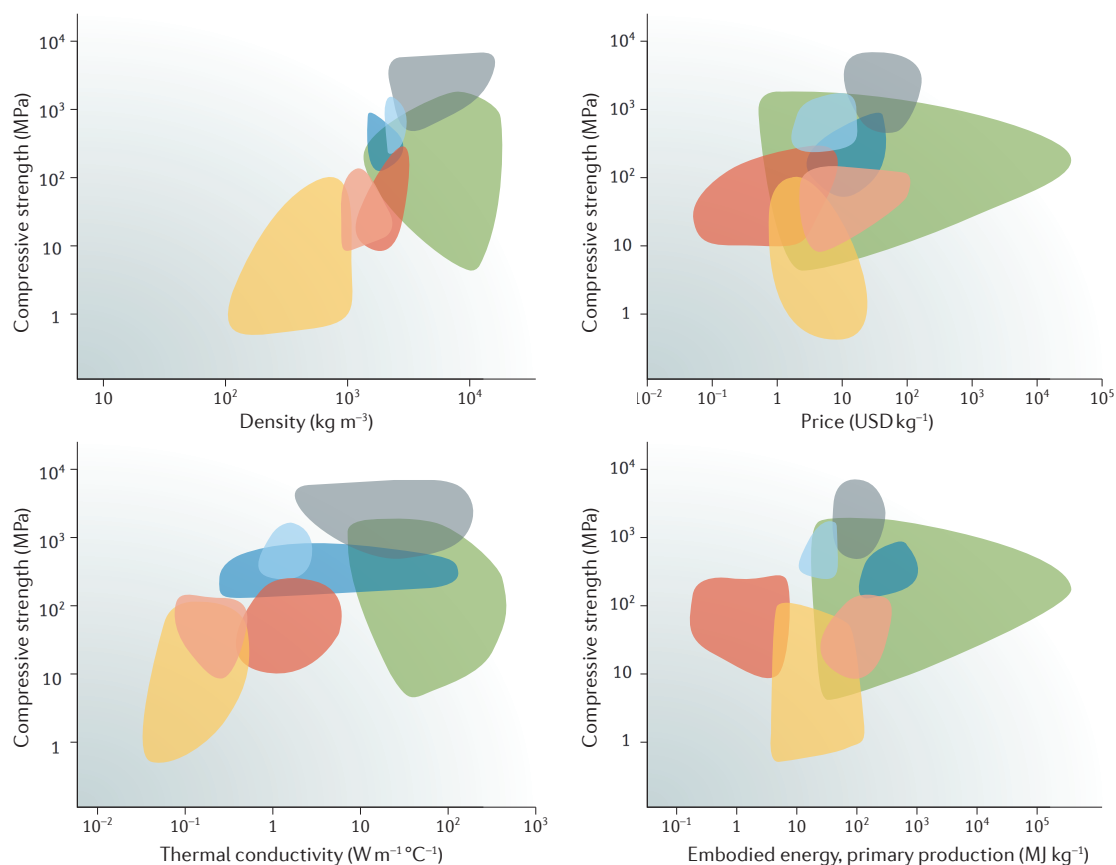 10⁴
10³
10²
10
1
Compressive strength (MPa)
10 10² 10³ 10⁴
Density (kg m⁻³)
10⁴
10³
10²
10
1
Compressive strength (MPa)
10⁻² 10⁻¹ 1 10 10² 10³ 10⁴ 10⁵
Price (USD kg⁻¹)
10⁴
10³
10²
10
1
Compressive strength (MPa)
10⁻² 10⁻¹ 1 10 10² 10³
Thermal conductivity (W m⁻¹ °C⁻¹)
10⁴
10³
10²
10
1
Compressive strength (MPa)
10⁻¹ 1 10 10² 10³ 10⁴ 10⁵
Embodied energy, primary production (MJ kg⁻¹)